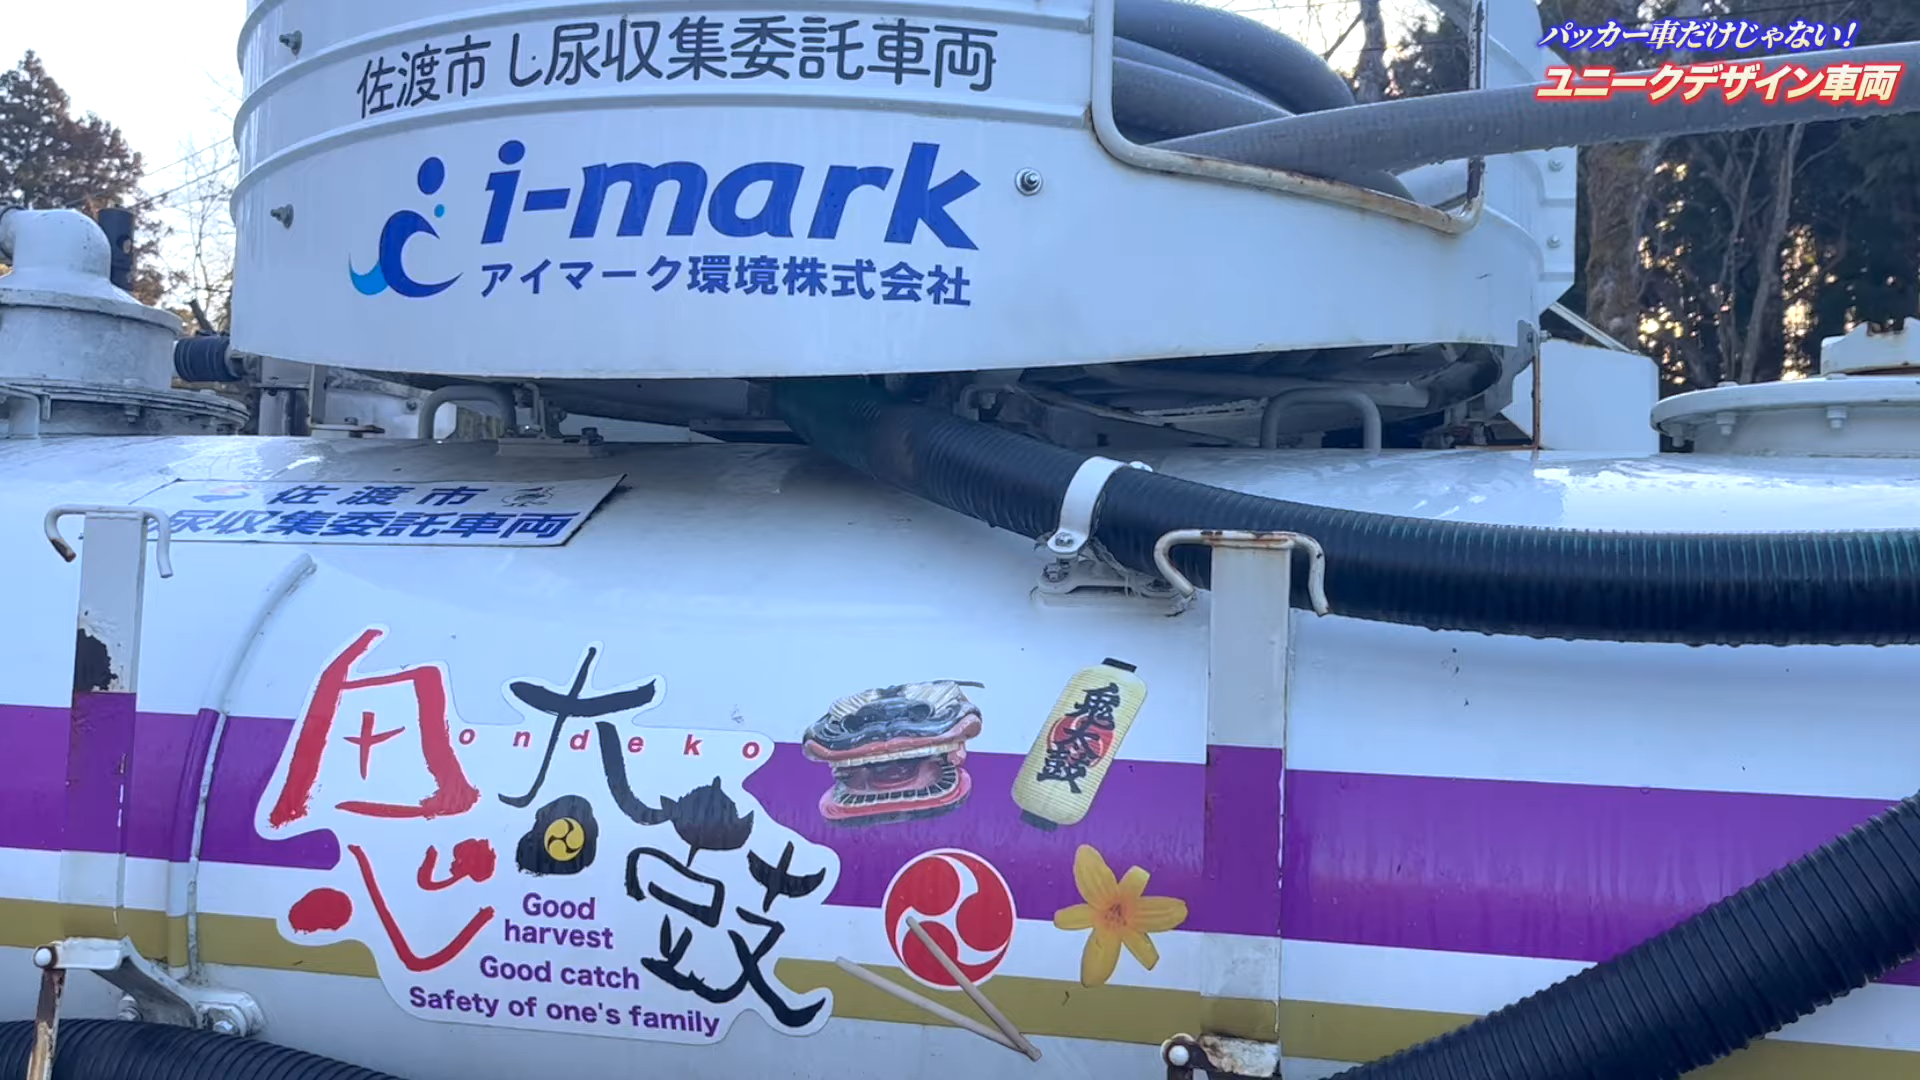 パッカー車だけじゃない!
ユニークデザイン車両
佐渡市し尿収集委託車両
i-mark
アイマーク環境株式会社
佐渡市
尿収集委託車両
ondeko
太鼓
鬼太鼓
Good
harvest
Good catch
Safety of one's family